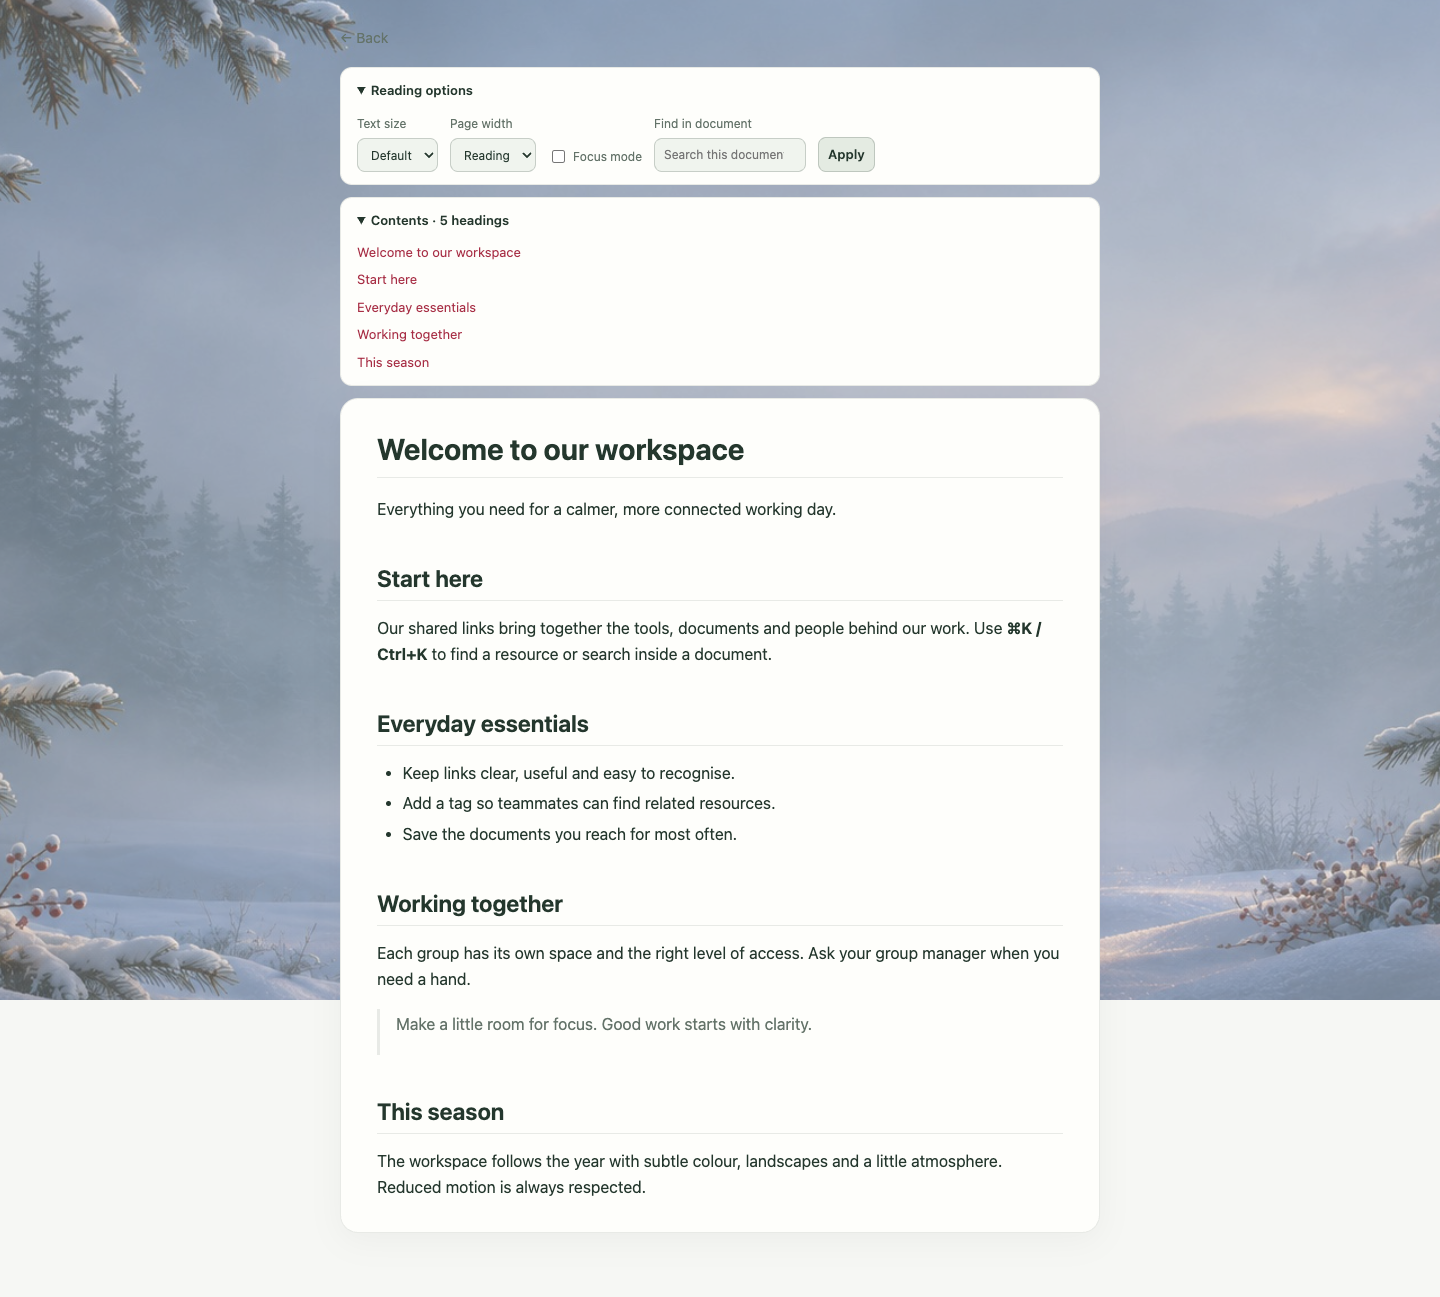 ← Back
▼ Reading options
Text size
Page width
Find in document
Default
Reading
Focus mode
Search this documen
Apply
▼ Contents · 5 headings
Welcome to our workspace
Start here
Everyday essentials
Working together
This season
Welcome to our workspace
Everything you need for a calmer, more connected working day.
Start here
Our shared links bring together the tools, documents and people behind our work. Use ⌘K /
Ctrl+K to find a resource or search inside a document.
Everyday essentials
• Keep links clear, useful and easy to recognise.
• Add a tag so teammates can find related resources.
• Save the documents you reach for most often.
Working together
Each group has its own space and the right level of access. Ask your group manager when you
need a hand.
Make a little room for focus. Good work starts with clarity.
This season
The workspace follows the year with subtle colour, landscapes and a little atmosphere.
Reduced motion is always respected.